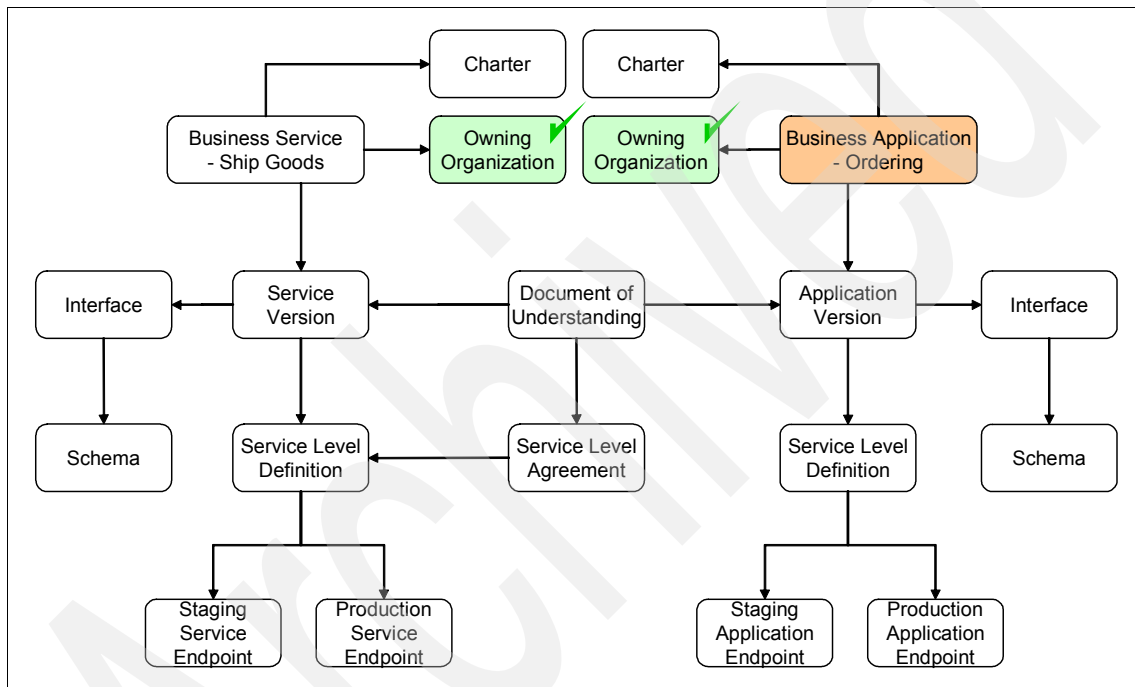 Charter
Charter
Business Service
- Ship Goods
Owning
Organization
Owning
Organization
Business Application
- Ordering
Interface
Service
Version
Document of
Understanding
Application
Version
Interface
Schema
Service Level
Definition
Service Level
Agreement
Service Level
Definition
Schema
Staging
Service
Endpoint
Production
Service
Endpoint
Staging
Application
Endpoint
Production
Application
Endpoint
Archived